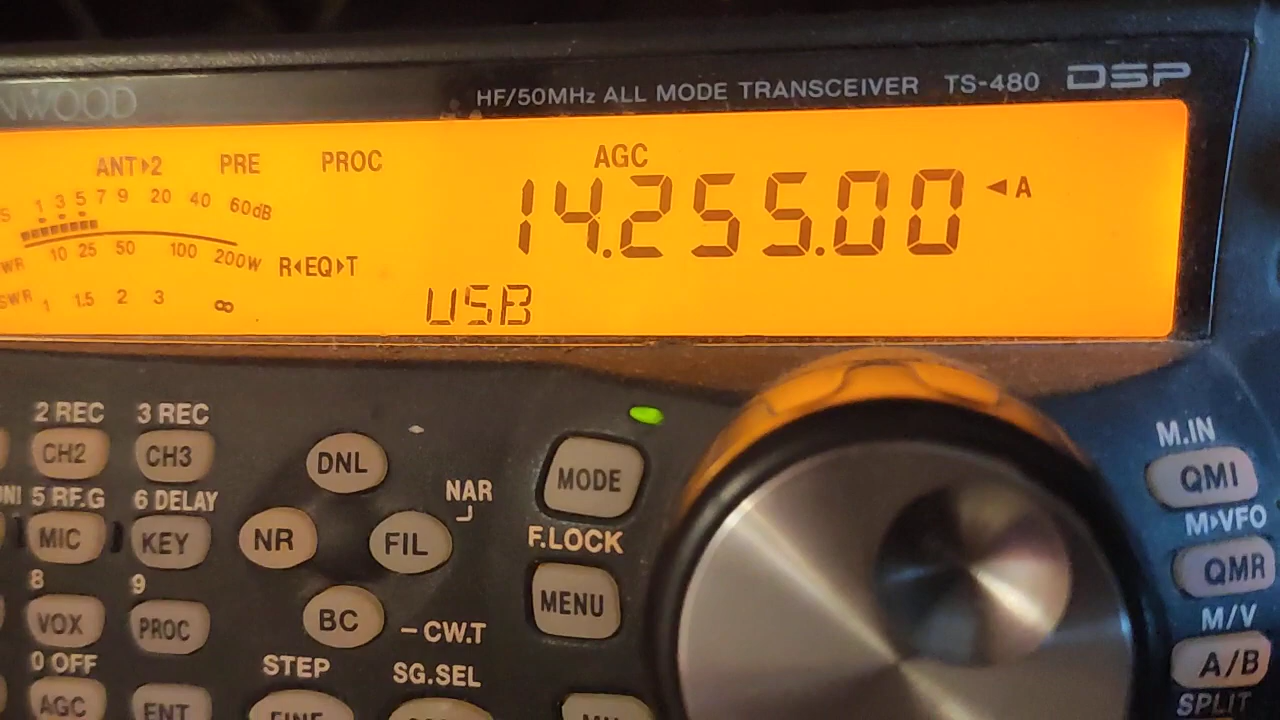 NWOOD HF/50MHz ALL MODE TRANSCEIVER TS-480 DSP
ANT▸2 PRE PROC AGC
S 1 3 5 7 9 20 40 60dB
14.255.00 ◄A
WR 10 25 50 100 200W R◂EQ▸T
SWR 1 1.5 2 3 ∞
USB
2 REC 3 REC
CH2 CH3 DNL MODE M.IN
QMI
5 RF.G 6 DELAY NAR
MIC KEY NR FIL F.LOCK M▸VFO
QMR
8 9
VOX PROC BC MENU M/V
–CW.T
0 OFF STEP SG.SEL A/B
AGC ENT FINE SPLIT